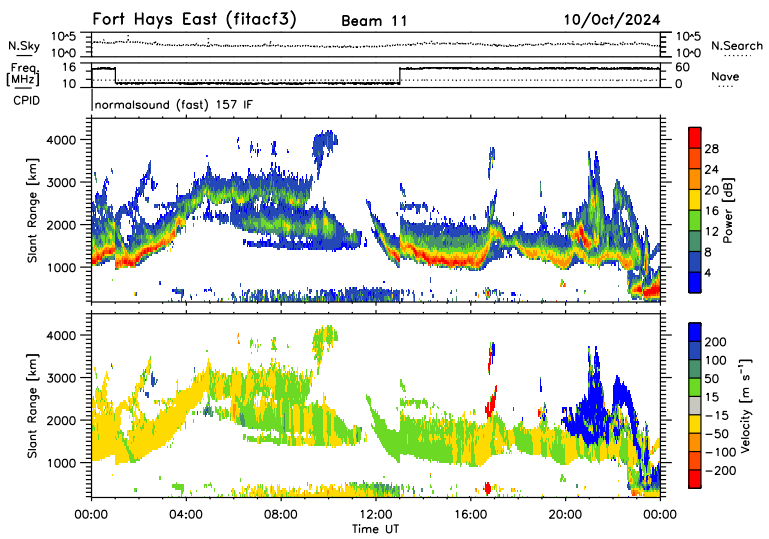 Fort Hays East (fitacf3) Beam 11 10/Oct/2024
N.Sky 10^5 10^0 10^5 10^0 N.Search
Freq. [MHz] 16 10 60 0 Nave
CPID normalsound (fast) 157 IF
4000
3000
2000
1000
Slant Range [km]
28
24
20
16
12
8
4
Power [dB]
4000
3000
2000
1000
Slant Range [km]
200
100
50
15
−15
−50
−100
−200
Velocity [m s⁻¹]
00:00 04:00 08:00 12:00 16:00 20:00 00:00
Time UT